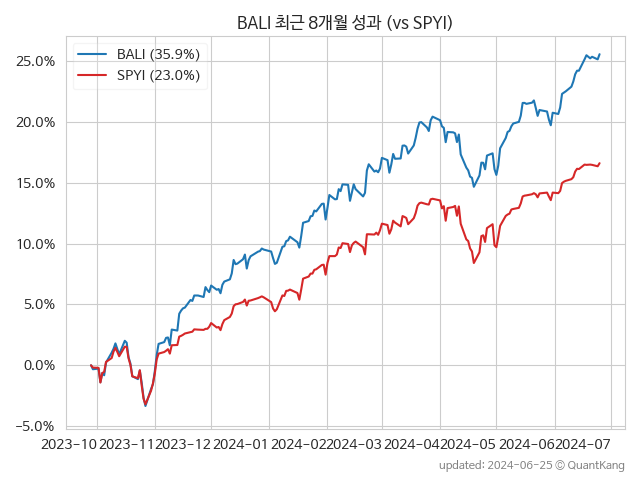 BALI 최근 8개월 성과 (vs SPYI)
BALI (35.9%)
SPYI (23.0%)
25.0%
20.0%
15.0%
10.0%
5.0%
0.0%
−5.0%
2023-10 2023-11 2023-12 2024-01 2024-02 2024-03 2024-04 2024-05 2024-06 2024-07
updated: 2024-06-25 © QuantKang